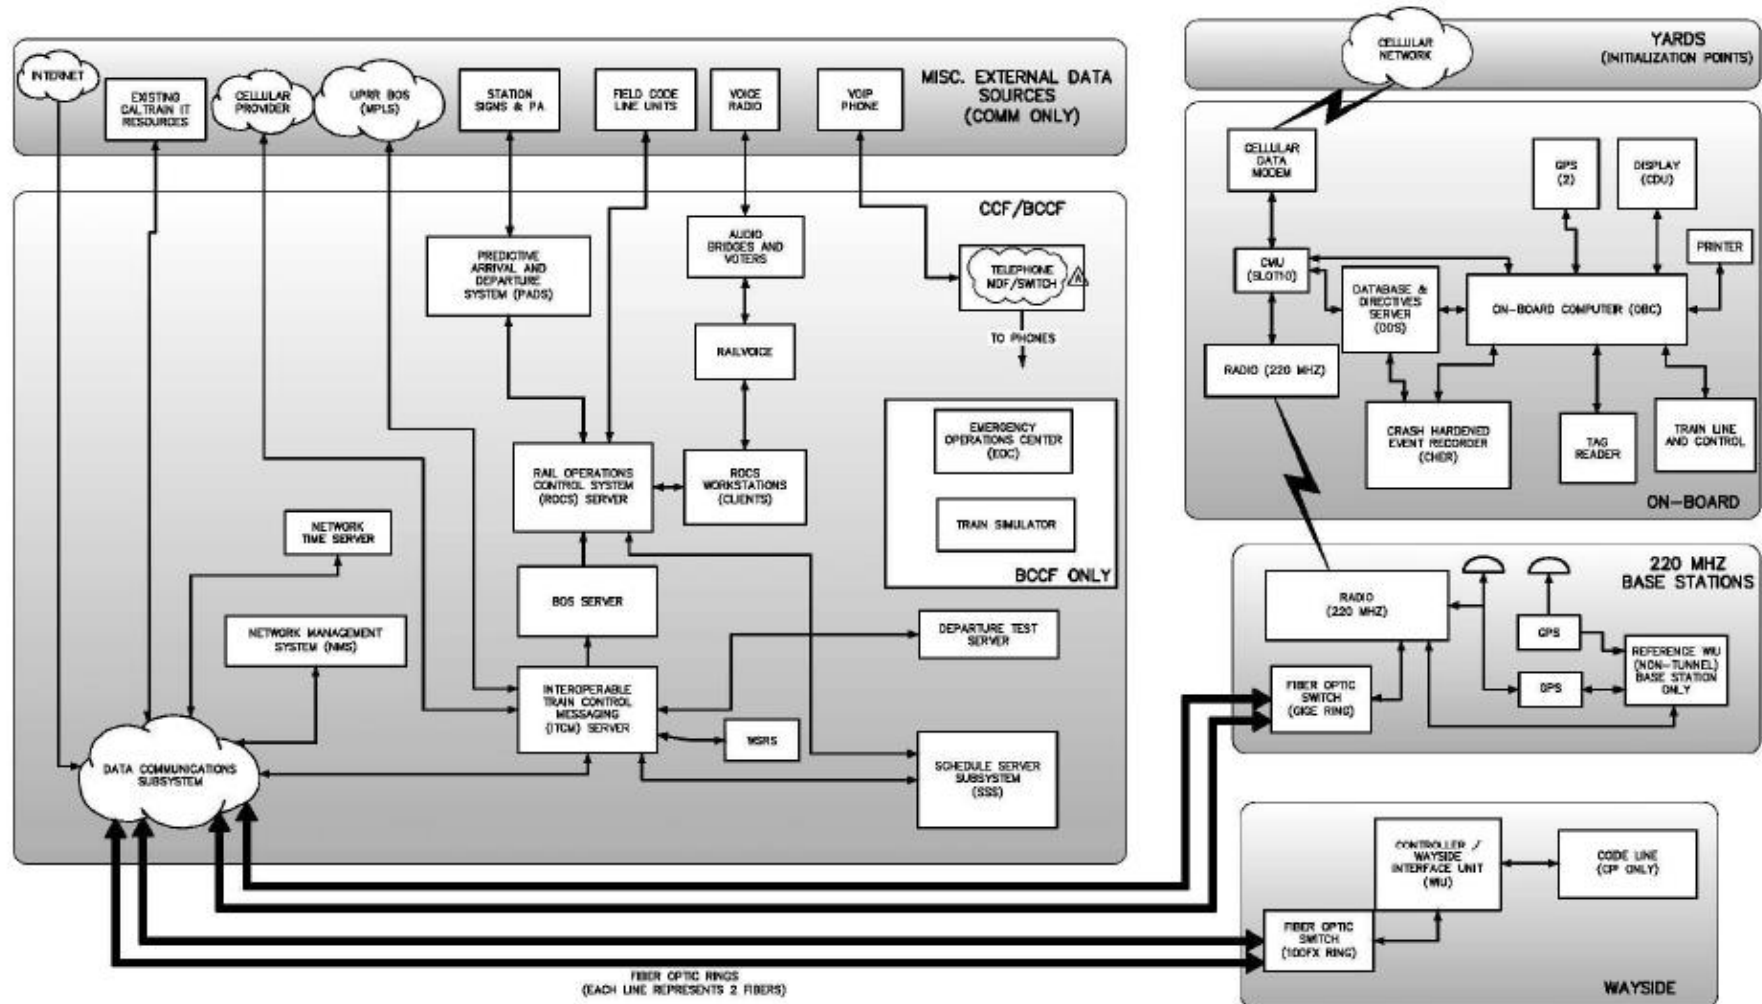 INTERNET
EXISTING
CALTRAIN IT
RESOURCES
CELLULAR
PROVIDER
UPRR BOS
(MPLS)
STATION
SIGNS & PA
FIELD CODE
LINE UNITS
VOICE
RADIO
VOIP
PHONE
MISC. EXTERNAL DATA
SOURCES
(COMM ONLY)
CCF/BCCF
PREDICTIVE
ARRIVAL AND
DEPARTURE
SYSTEM (PADS)
AUDIO
BRIDGES AND
VOTERS
TELEPHONE
MDF/SWITCH
A
TO PHONES
RAILVOICE
EMERGENCY
OPERATIONS CENTER
(EOC)
TRAIN SIMULATOR
BCCF ONLY
RAIL OPERATIONS
CONTROL SYSTEM
(ROCS) SERVER
ROCS
WORKSTATIONS
(CLIENTS)
NETWORK
TIME SERVER
BOS SERVER
NETWORK MANAGEMENT
SYSTEM (NMS)
DEPARTURE TEST
SERVER
INTEROPERABLE
TRAIN CONTROL
MESSAGING
(ITCM) SERVER
WSRS
SCHEDULE SERVER
SUBSYSTEM
(SSS)
DATA COMMUNICATIONS
SUBSYSTEM
FIBER OPTIC RINGS
(EACH LINE REPRESENTS 2 FIBERS)
CELLULAR
NETWORK
YARDS
(INITIALIZATION POINTS)
CELLULAR
DATA
MODEM
GPS
(2)
DISPLAY
(CDU)
PRINTER
CMU
(SLOT10)
DATABASE &
DIRECTIVES
SERVER
(DDS)
ON-BOARD COMPUTER (OBC)
RADIO (220 MHZ)
CRASH HARDENED
EVENT RECORDER
(CHER)
TAG
READER
TRAIN LINE
AND CONTROL
ON-BOARD
220 MHZ
BASE STATIONS
RADIO
(220 MHZ)
GPS
GPS
REFERENCE WIU
(NON-TUNNEL)
BASE STATION
ONLY
FIBER OPTIC
SWITCH
(GIGE RING)
CONTROLLER /
WAYSIDE
INTERFACE UNIT
(WIU)
CODE LINE
(CP ONLY)
FIBER OPTIC
SWITCH
(100FX RING)
WAYSIDE